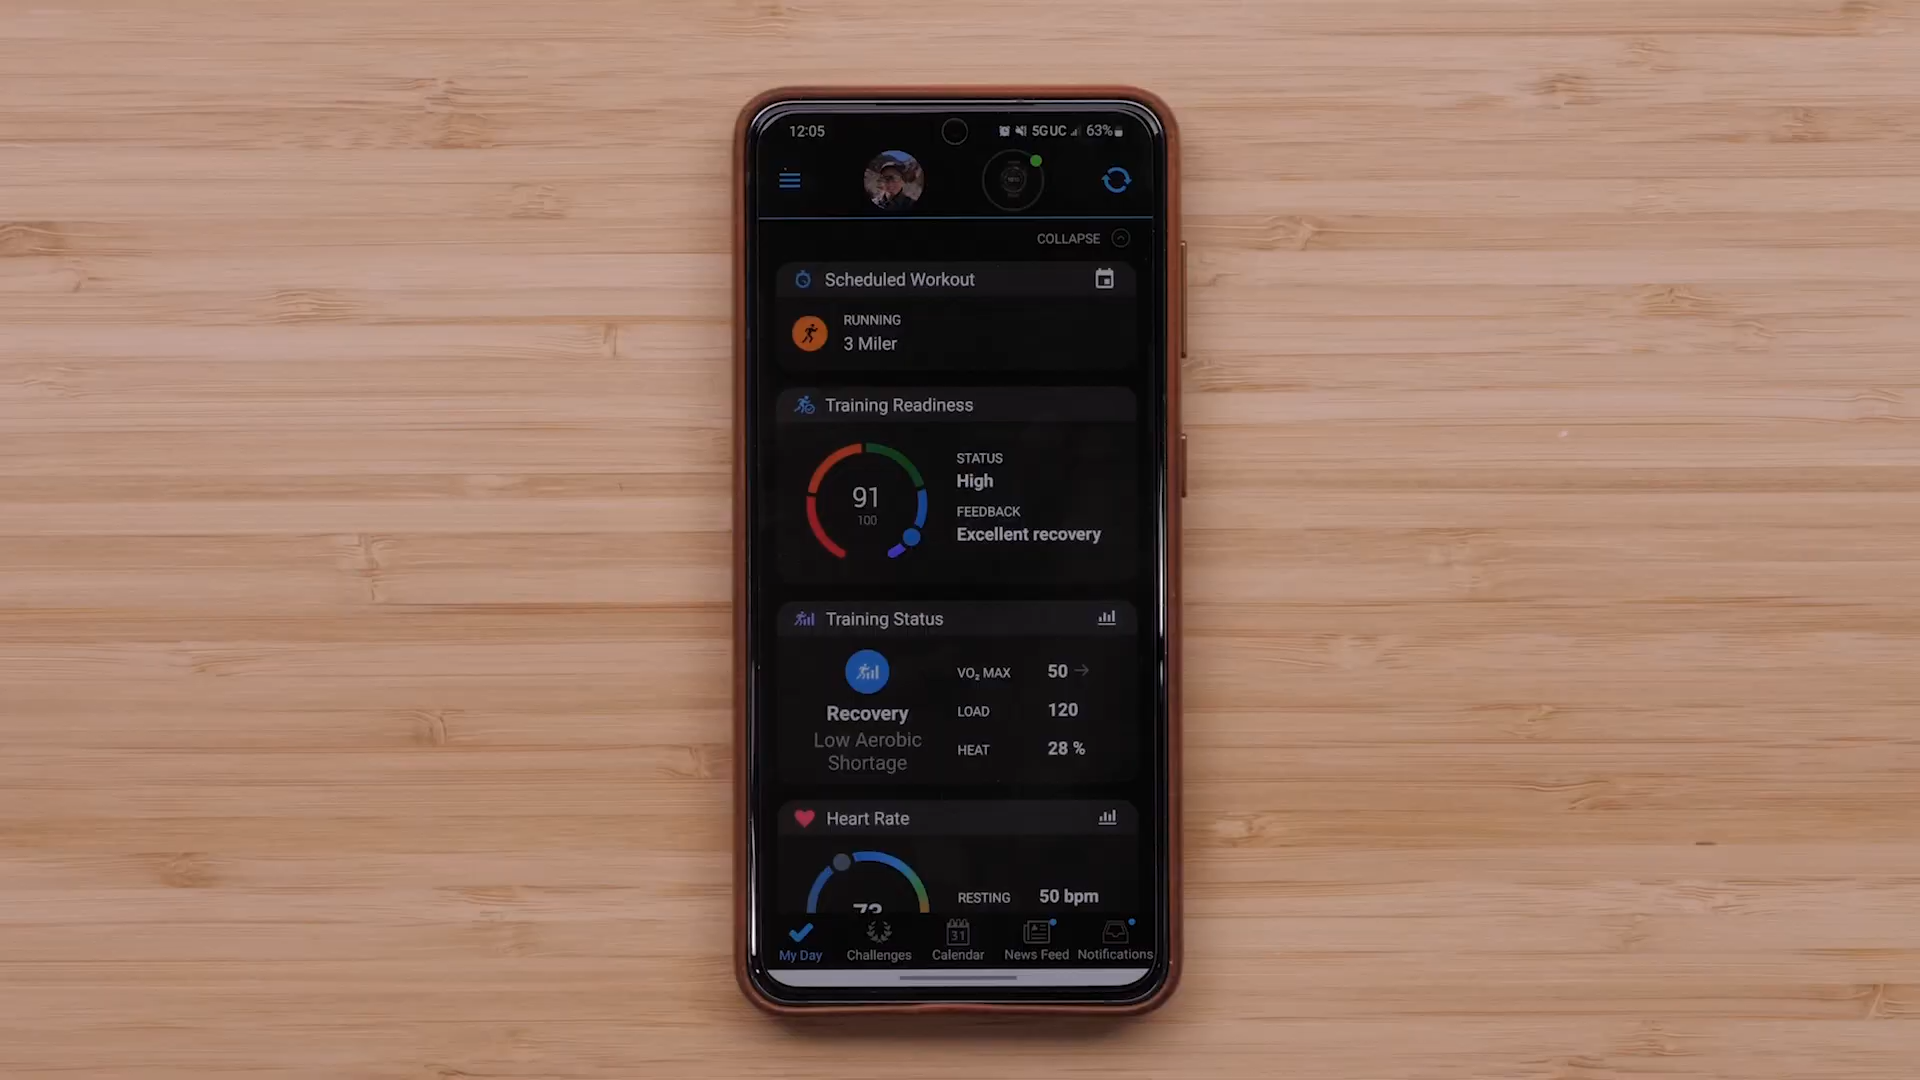 12:05
5G UC 63%
COLLAPSE
Scheduled Workout
RUNNING
3 Miler
Training Readiness
91
100
STATUS
High
FEEDBACK
Excellent recovery
Training Status
Recovery
Low Aerobic
Shortage
VO₂ MAX 50
LOAD 120
HEAT 28 %
Heart Rate
RESTING 50 bpm
31
My Day Challenges Calendar News Feed Notifications